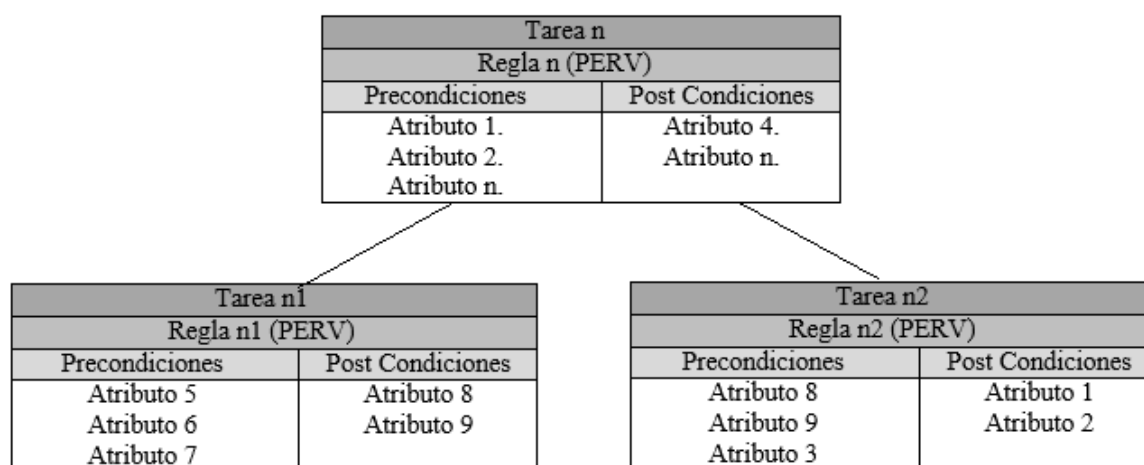 Tarea n
Regla n (PERV)
Precondiciones Post Condiciones
Atributo 1. Atributo 4.
Atributo 2. Atributo n.
Atributo n.
Tarea n1
Regla n1 (PERV)
Precondiciones Post Condiciones
Atributo 5 Atributo 8
Atributo 6 Atributo 9
Atributo 7
Tarea n2
Regla n2 (PERV)
Precondiciones Post Condiciones
Atributo 8 Atributo 1
Atributo 9 Atributo 2
Atributo 3